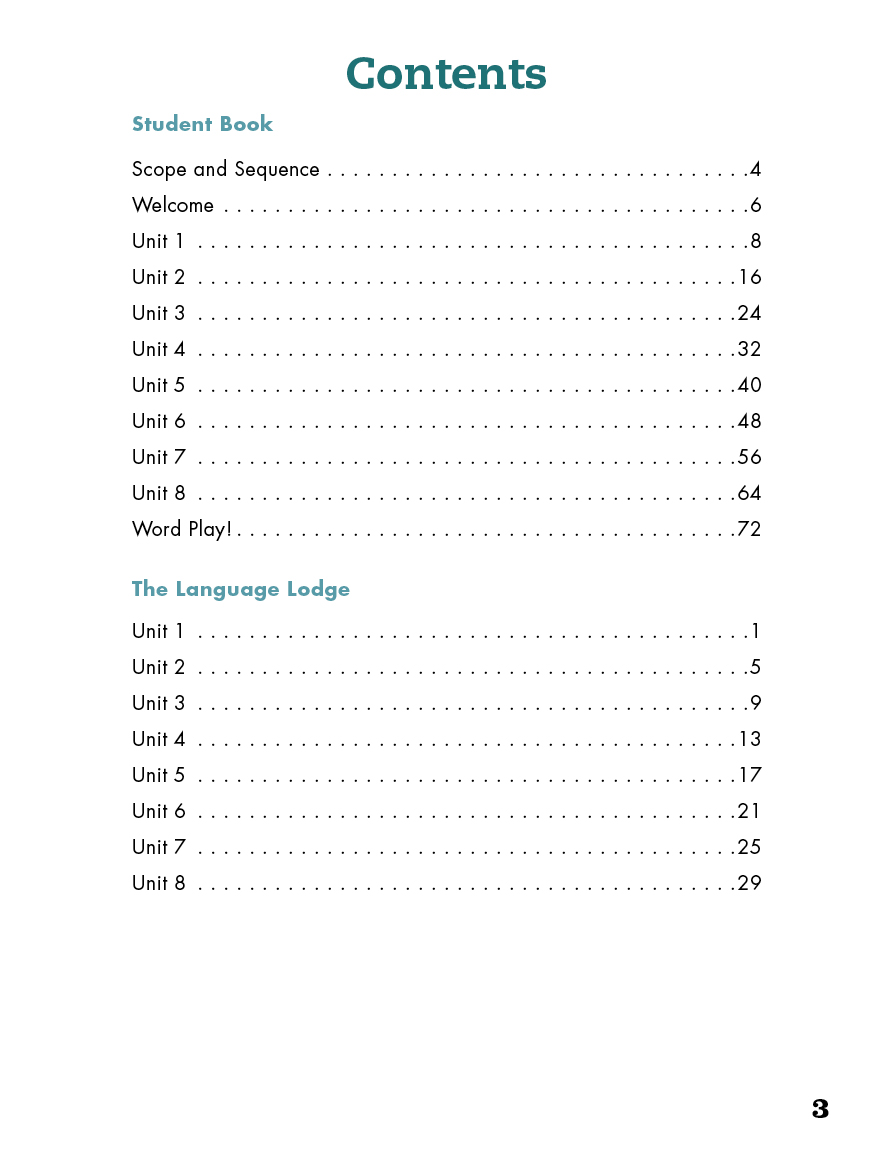 Contents
Student Book
Scope and Sequence . . . . . . . . . . . . . . . . . . . . . . . . . . . . . . . . .4
Welcome . . . . . . . . . . . . . . . . . . . . . . . . . . . . . . . . . . . . . . . . .6
Unit 1 . . . . . . . . . . . . . . . . . . . . . . . . . . . . . . . . . . . . . . . . . . .8
Unit 2 . . . . . . . . . . . . . . . . . . . . . . . . . . . . . . . . . . . . . . . . . .16
Unit 3 . . . . . . . . . . . . . . . . . . . . . . . . . . . . . . . . . . . . . . . . . .24
Unit 4 . . . . . . . . . . . . . . . . . . . . . . . . . . . . . . . . . . . . . . . . . .32
Unit 5 . . . . . . . . . . . . . . . . . . . . . . . . . . . . . . . . . . . . . . . . . .40
Unit 6 . . . . . . . . . . . . . . . . . . . . . . . . . . . . . . . . . . . . . . . . . .48
Unit 7 . . . . . . . . . . . . . . . . . . . . . . . . . . . . . . . . . . . . . . . . . .56
Unit 8 . . . . . . . . . . . . . . . . . . . . . . . . . . . . . . . . . . . . . . . . . .64
Word Play! . . . . . . . . . . . . . . . . . . . . . . . . . . . . . . . . . . . . . . .72
The Language Lodge
Unit 1 . . . . . . . . . . . . . . . . . . . . . . . . . . . . . . . . . . . . . . . . . . .1
Unit 2 . . . . . . . . . . . . . . . . . . . . . . . . . . . . . . . . . . . . . . . . . . .5
Unit 3 . . . . . . . . . . . . . . . . . . . . . . . . . . . . . . . . . . . . . . . . . . .9
Unit 4 . . . . . . . . . . . . . . . . . . . . . . . . . . . . . . . . . . . . . . . . . .13
Unit 5 . . . . . . . . . . . . . . . . . . . . . . . . . . . . . . . . . . . . . . . . . .17
Unit 6 . . . . . . . . . . . . . . . . . . . . . . . . . . . . . . . . . . . . . . . . . .21
Unit 7 . . . . . . . . . . . . . . . . . . . . . . . . . . . . . . . . . . . . . . . . . .25
Unit 8 . . . . . . . . . . . . . . . . . . . . . . . . . . . . . . . . . . . . . . . . . .29
3